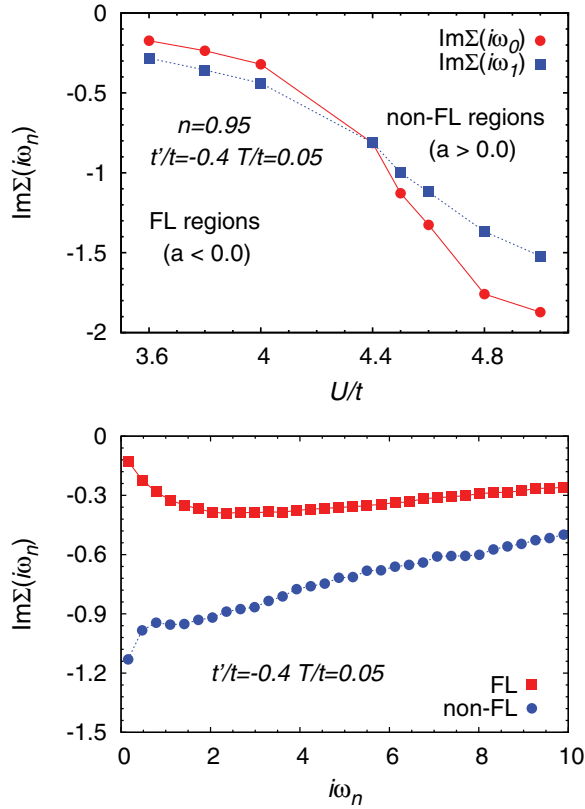 0
-0.5
-1
-1.5
-2
ImΣ(iωₙ)
ImΣ(iω₀)
ImΣ(iω₁)
n=0.95
t'/t=-0.4 T/t=0.05
non-FL regions
(a > 0.0)
FL regions
(a < 0.0)
3.6
4
4.4
4.8
U/t
0
-0.3
-0.6
-0.9
-1.2
-1.5
ImΣ(iωₙ)
t'/t=-0.4 T/t=0.05
FL
non-FL
0
2
4
6
8
10
iωₙ